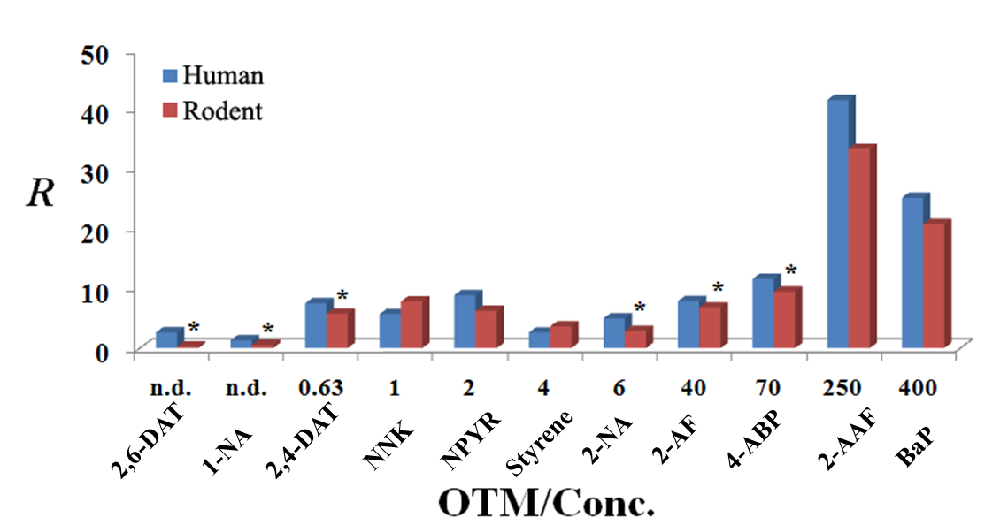 50
Human
40
Rodent
30
R
20
10
0
* * * * * *
n.d. n.d. 0.63 1 2 4 6 40 70 250 400
2,6-DAT 1-NA 2,4-DAT NNK NPYR Styrene 2-NA 2-AF 4-ABP 2-AAF BaP
OTM/Conc.